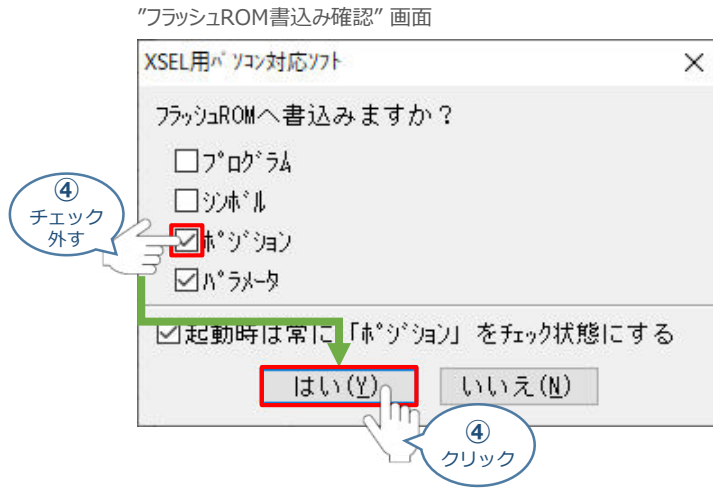 ”フラッシュROM書込み確認” 画面
XSEL用ﾊﾟｿｺﾝ対応ｿﾌﾄ
ﾌﾗｯｼｭROMへ書込みますか？
ﾌﾟﾛｸﾞﾗﾑ
ｼﾝﾎﾞﾙ
④
チェック
外す
ﾎﾟｼﾞｼｮﾝ
ﾊﾟﾗﾒｰﾀ
起動時は常に「ﾎﾟｼﾞｼｮﾝ」をﾁｪｯｸ状態にする
はい(Y)
いいえ(N)
④
クリック